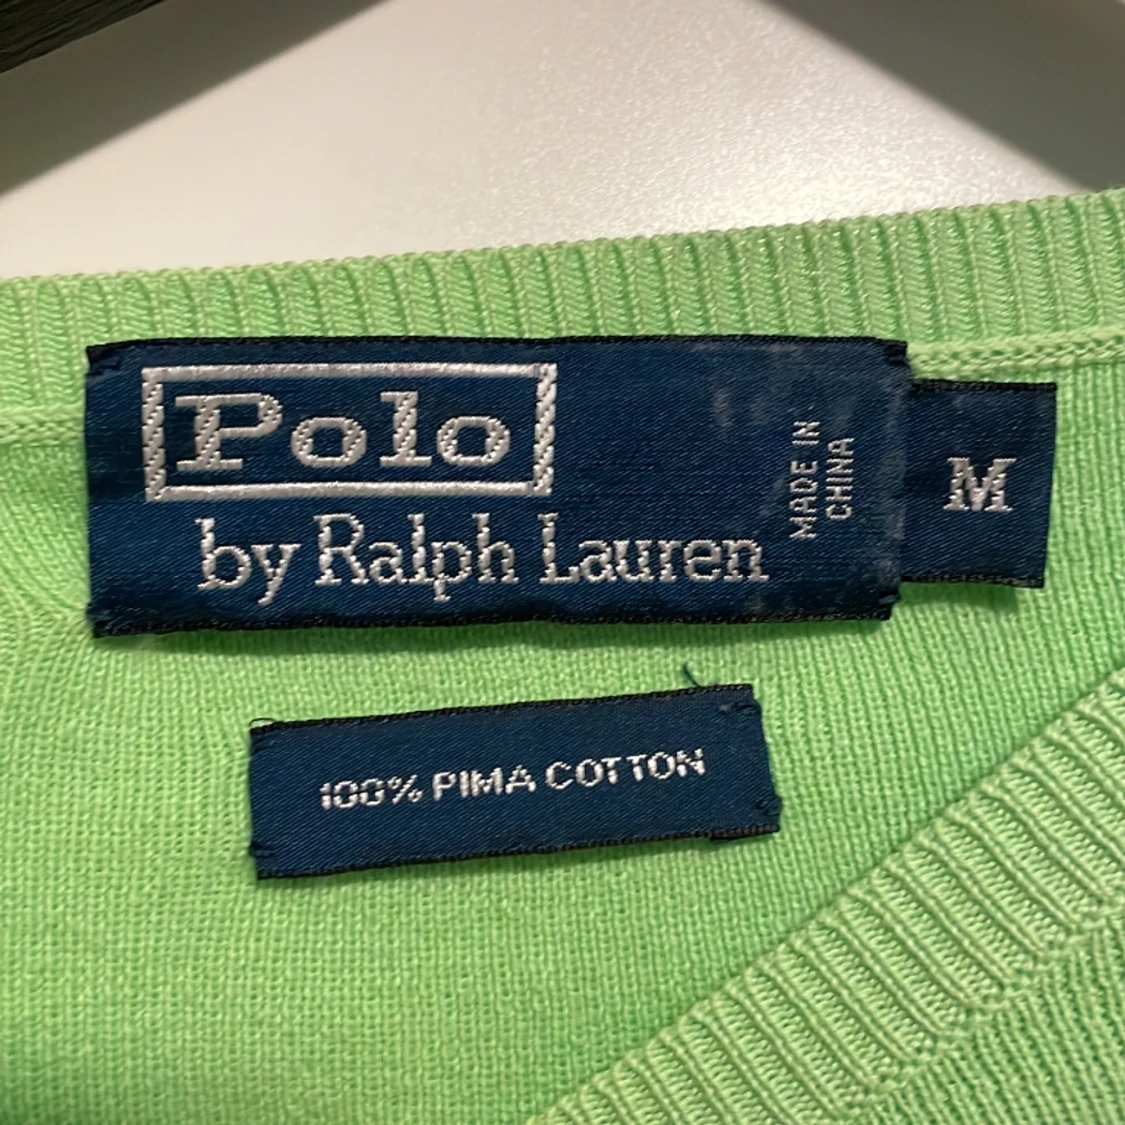 Polo
by Ralph Lauren
MADE IN
CHINA
M
100% PIMA COTTON